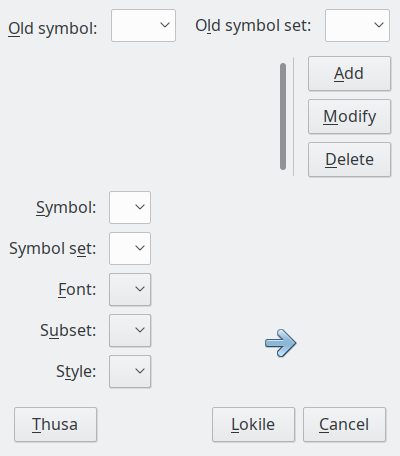 Old symbol: Old symbol set:
Add
Modify
Delete
Symbol:
Symbol set:
Font:
Subset:
Style:
Thusa Lokile Cancel